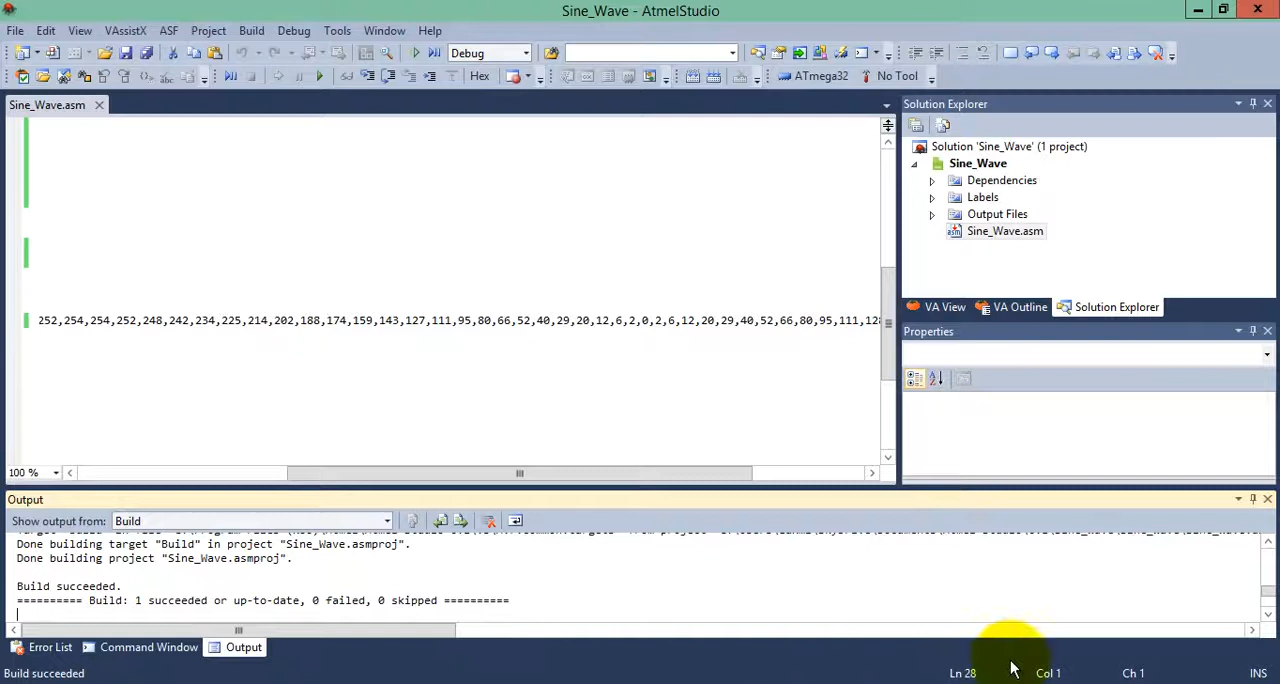 Sine_Wave - AtmelStudio
File Edit View VAssistX ASF Project Build Debug Tools Window Help
Debug
Hex ATmega32 No Tool
Sine_Wave.asm
Solution Explorer
Solution 'Sine_Wave' (1 project)
Sine_Wave
Dependencies
Labels
Output Files
Sine_Wave.asm
252,254,254,252,248,242,234,225,214,202,188,174,159,143,127,111,95,80,66,52,40,29,20,12,6,2,0,2,6,12,20,29,40,52,66,80,95,111,128
VA View VA Outline Solution Explorer
Properties
100 %
Output
Show output from: Build
Done building target "Build" in project "Sine_Wave.asmproj".
Done building project "Sine_Wave.asmproj".
Build succeeded.
========== Build: 1 succeeded or up-to-date, 0 failed, 0 skipped ==========
Error List Command Window Output
Build succeeded Ln 28 Col 1 Ch 1 INS